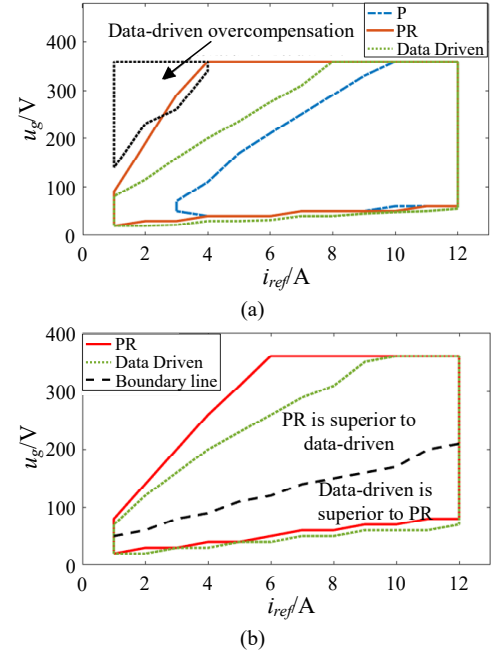 (a)
400
P
PR
Data Driven
Data-driven overcompensation
300
200
100
0
u_g/V
0 2 4 6 8 10 12
i_ref/A
(a)
400
PR
Data Driven
Boundary line
300
PR is superior to
data-driven
200
Data-driven is
superior to PR
100
0
u_g/V
0 2 4 6 8 10 12
i_ref/A
(b)